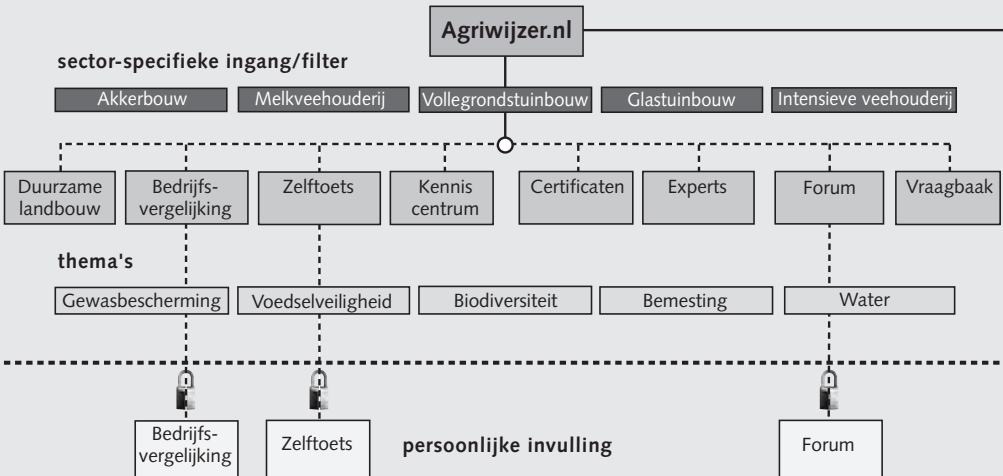 Agriwijzer.nl
sector-specifieke ingang/filter
Akkerbouw
Melkveehouderij
Vollegrondstuinbouw
Glastuinbouw
Intensieve veehouderij
Duurzame
landbouw
Bedrijfs-
vergelijking
Zelftoets
Kennis
centrum
Certificaten
Experts
Forum
Vraagbaak
thema's
Gewasbescherming
Voedselveiligheid
Biodiversiteit
Bemesting
Water
Bedrijfs-
vergelijking
Zelftoets
persoonlijke invulling
Forum